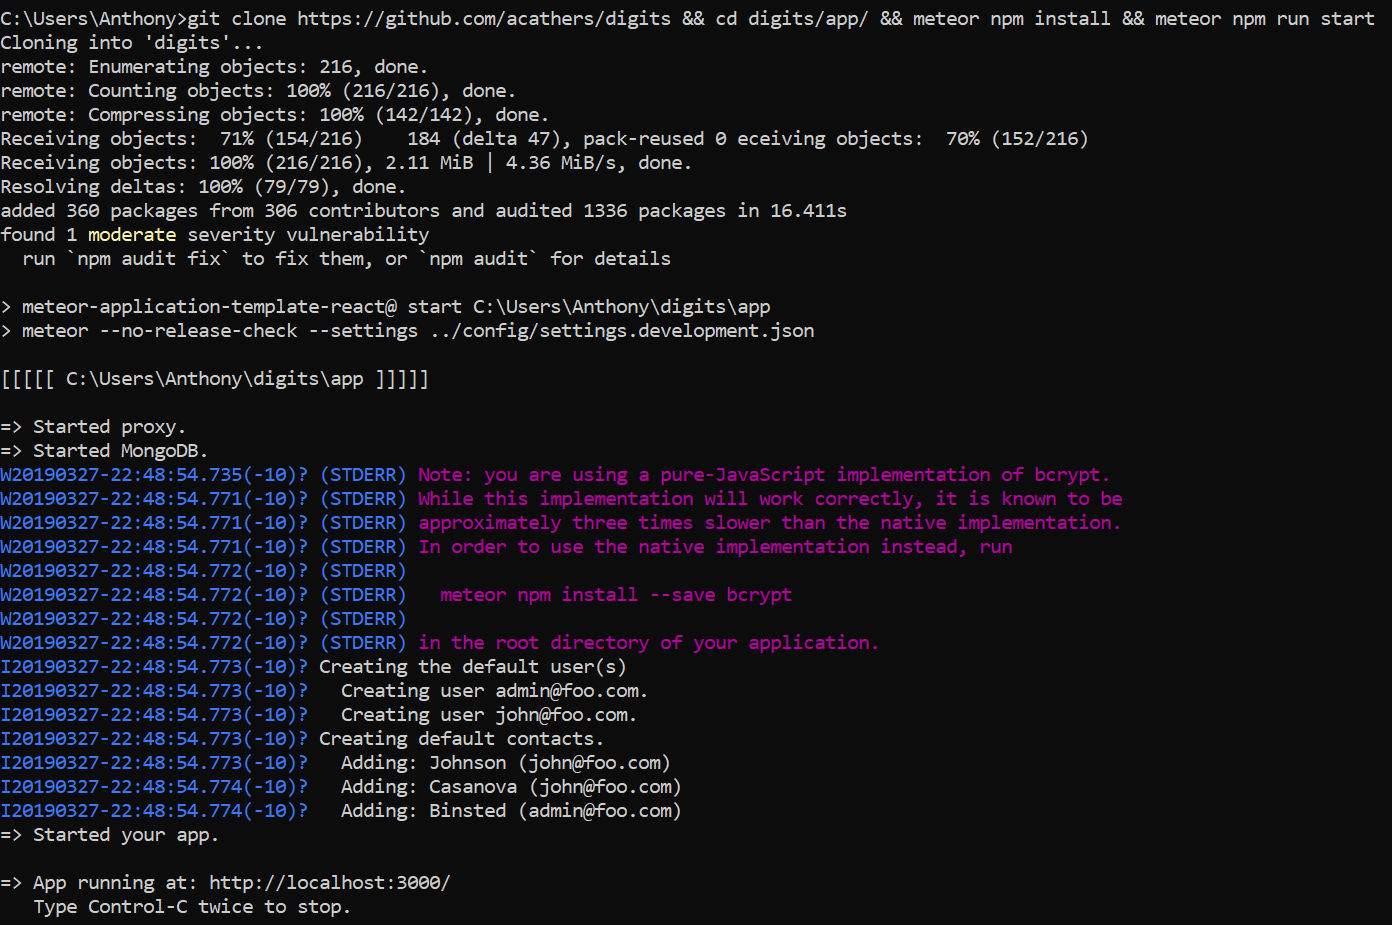 C:\Users\Anthony>git clone https://github.com/acathers/digits && cd digits/app/ && meteor npm install && meteor npm run start
Cloning into 'digits'...
remote: Enumerating objects: 216, done.
remote: Counting objects: 100% (216/216), done.
remote: Compressing objects: 100% (142/142), done.
Receiving objects:  71% (154/216)    184 (delta 47), pack-reused 0 eceiving objects:  70% (152/216)
Receiving objects: 100% (216/216), 2.11 MiB | 4.36 MiB/s, done.
Resolving deltas: 100% (79/79), done.
added 360 packages from 306 contributors and audited 1336 packages in 16.411s
found 1 moderate severity vulnerability
  run `npm audit fix` to fix them, or `npm audit` for details
> meteor-application-template-react@ start C:\Users\Anthony\digits\app
> meteor --no-release-check --settings ../config/settings.development.json
[[[[[ C:\Users\Anthony\digits\app ]]]]]
=> Started proxy.
=> Started MongoDB.
W20190327-22:48:54.735(-10)? (STDERR) Note: you are using a pure-JavaScript implementation of bcrypt.
W20190327-22:48:54.771(-10)? (STDERR) While this implementation will work correctly, it is known to be
W20190327-22:48:54.771(-10)? (STDERR) approximately three times slower than the native implementation.
W20190327-22:48:54.771(-10)? (STDERR) In order to use the native implementation instead, run
W20190327-22:48:54.772(-10)? (STDERR)
W20190327-22:48:54.772(-10)? (STDERR)   meteor npm install --save bcrypt
W20190327-22:48:54.772(-10)? (STDERR)
W20190327-22:48:54.772(-10)? (STDERR) in the root directory of your application.
I20190327-22:48:54.773(-10)? Creating the default user(s)
I20190327-22:48:54.773(-10)?   Creating user admin@foo.com.
I20190327-22:48:54.773(-10)?   Creating user john@foo.com.
I20190327-22:48:54.773(-10)? Creating default contacts.
I20190327-22:48:54.773(-10)?   Adding: Johnson (john@foo.com)
I20190327-22:48:54.774(-10)?   Adding: Casanova (john@foo.com)
I20190327-22:48:54.774(-10)?   Adding: Binsted (admin@foo.com)
=> Started your app.
=> App running at: http://localhost:3000/
   Type Control-C twice to stop.